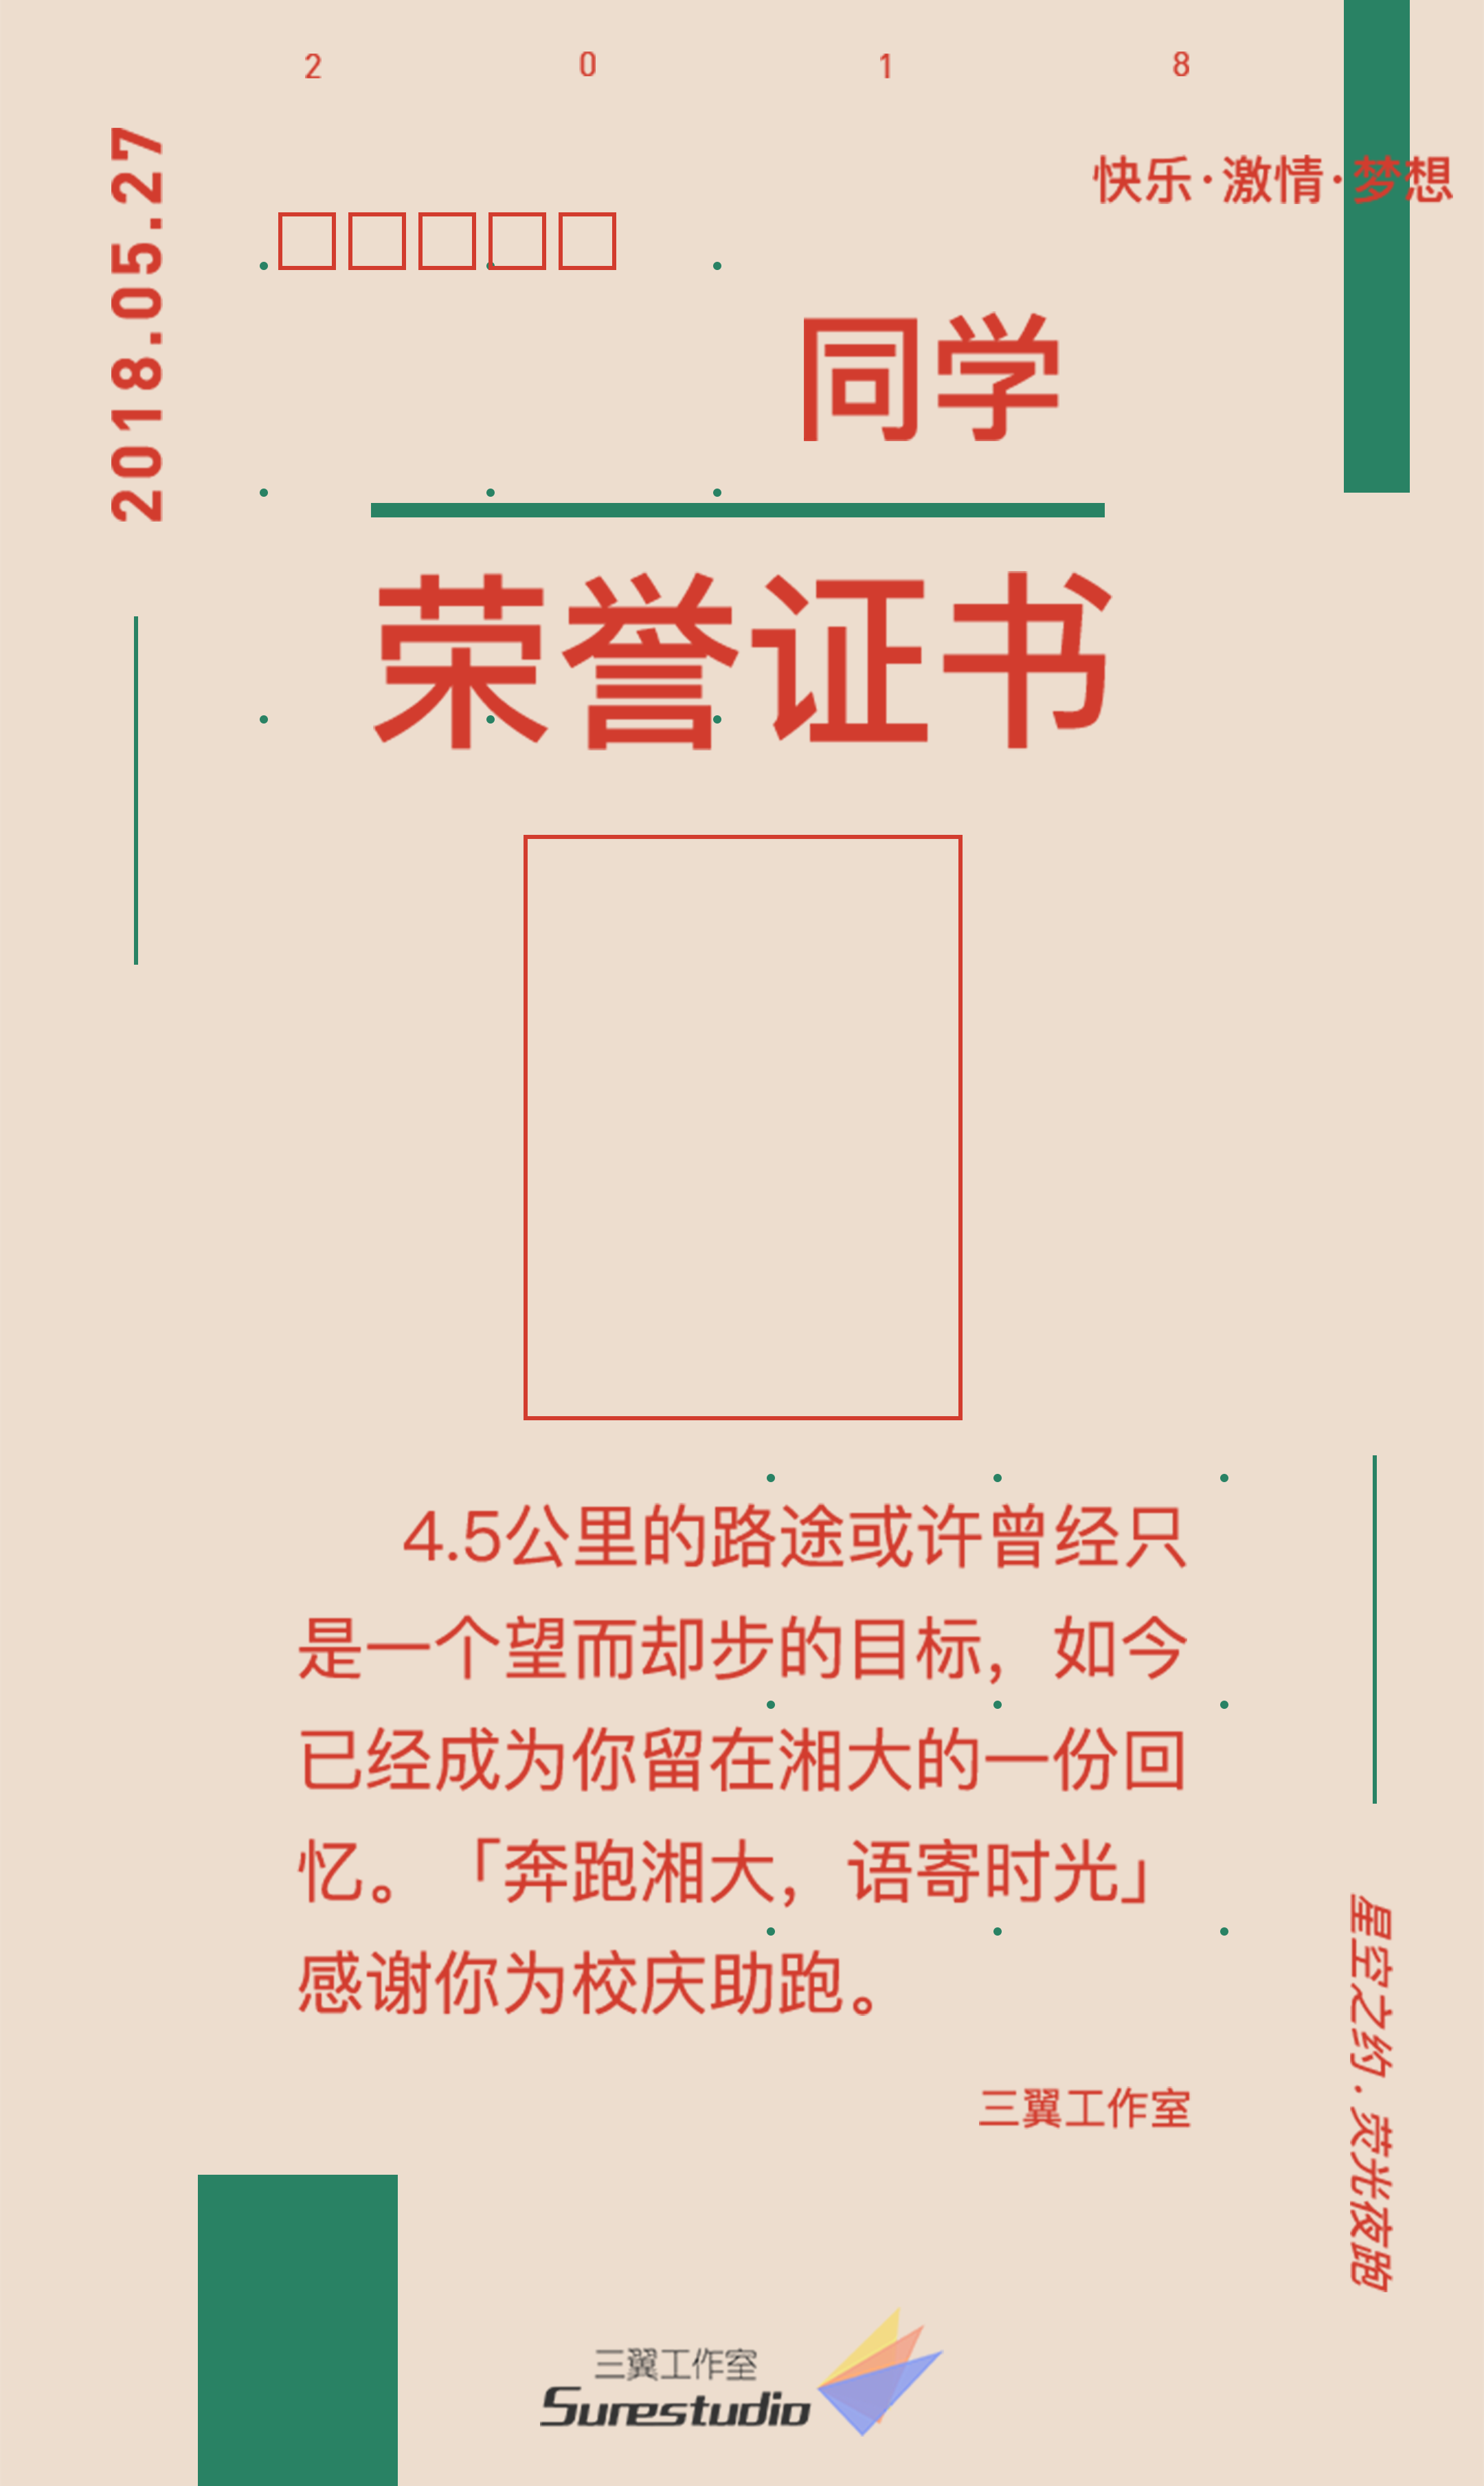 2 0 1 8
2018.05.27
快乐·激情·梦想
同学
荣誉证书
4.5公里的路途或许曾经只
是一个望而却步的目标，如今
已经成为你留在湘大的一份回
忆。「奔跑湘大，语寄时光」
感谢你为校庆助跑。
三翼工作室
星空之约·荧光夜跑
三翼工作室
Surestudio